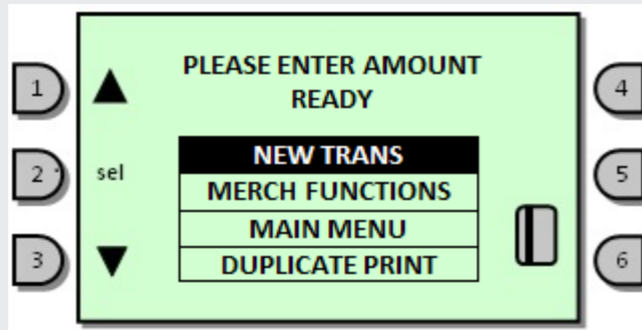 PLEASE ENTER AMOUNT
READY
1
4
NEW TRANS
2
sel
5
MERCH FUNCTIONS
MAIN MENU
3
6
DUPLICATE PRINT